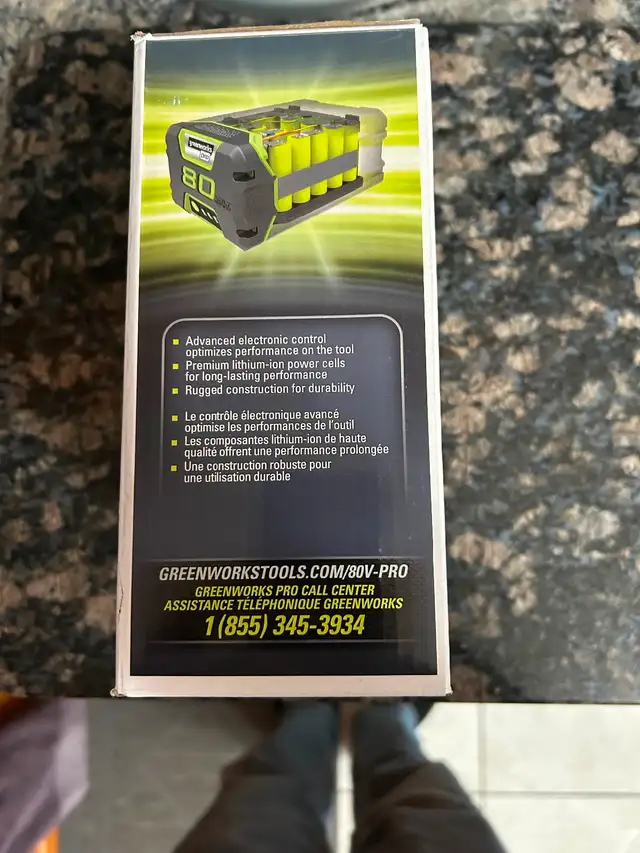 greenworks
PRO
80
Advanced electronic control
optimizes performance on the tool
Premium lithium-ion power cells
for long-lasting performance
Rugged construction for durability
Le contrôle électronique avancé
optimise les performances de l'outil
Les composantes lithium-ion de haute
qualité offrent une performance prolongée
Une construction robuste pour
une utilisation durable
GREENWORKSTOOLS.COM/80V-PRO
GREENWORKS PRO CALL CENTER
ASSISTANCE TÉLÉPHONIQUE GREENWORKS
1 (855) 345-3934